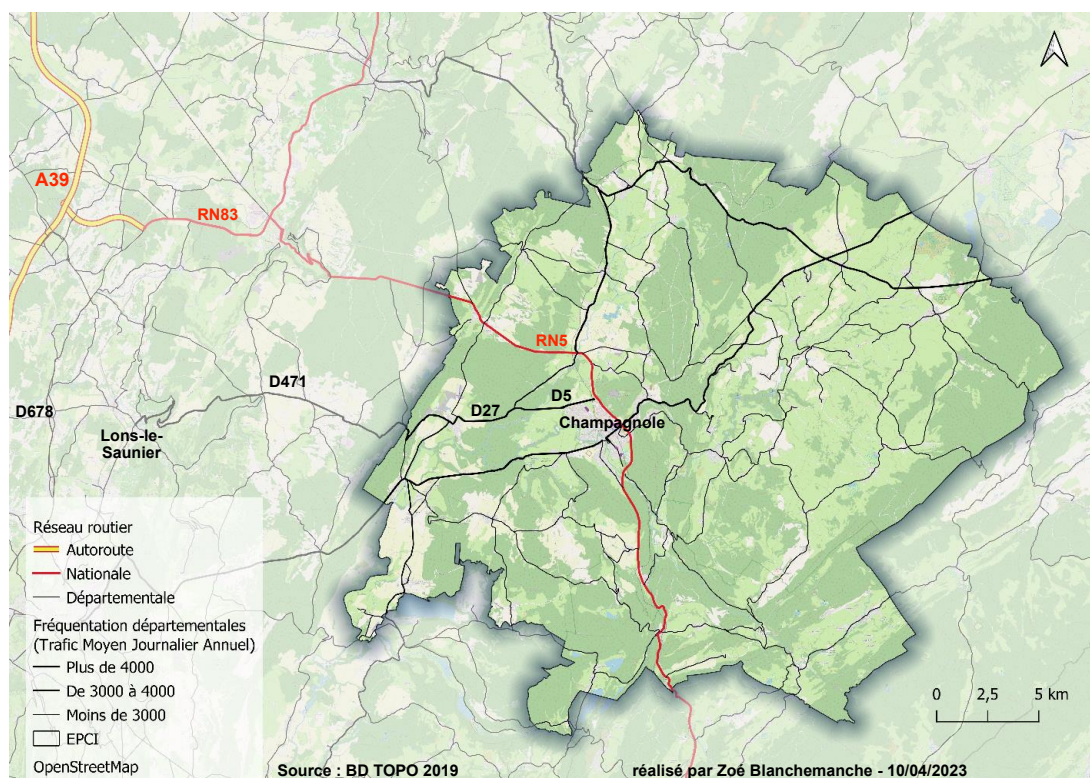 A39
RN83
RN5
D471
D5
D27
D678
Champagnole
Lons-le-
Saunier
Réseau routier
Autoroute
Nationale
Départementale
Fréquentation départementales
(Trafic Moyen Journalier Annuel)
Plus de 4000
De 3000 à 4000
Moins de 3000
EPCI
OpenStreetMap
0 2,5 5 km
Source : BD TOPO 2019
réalisé par Zoé Blanchemanche - 10/04/2023